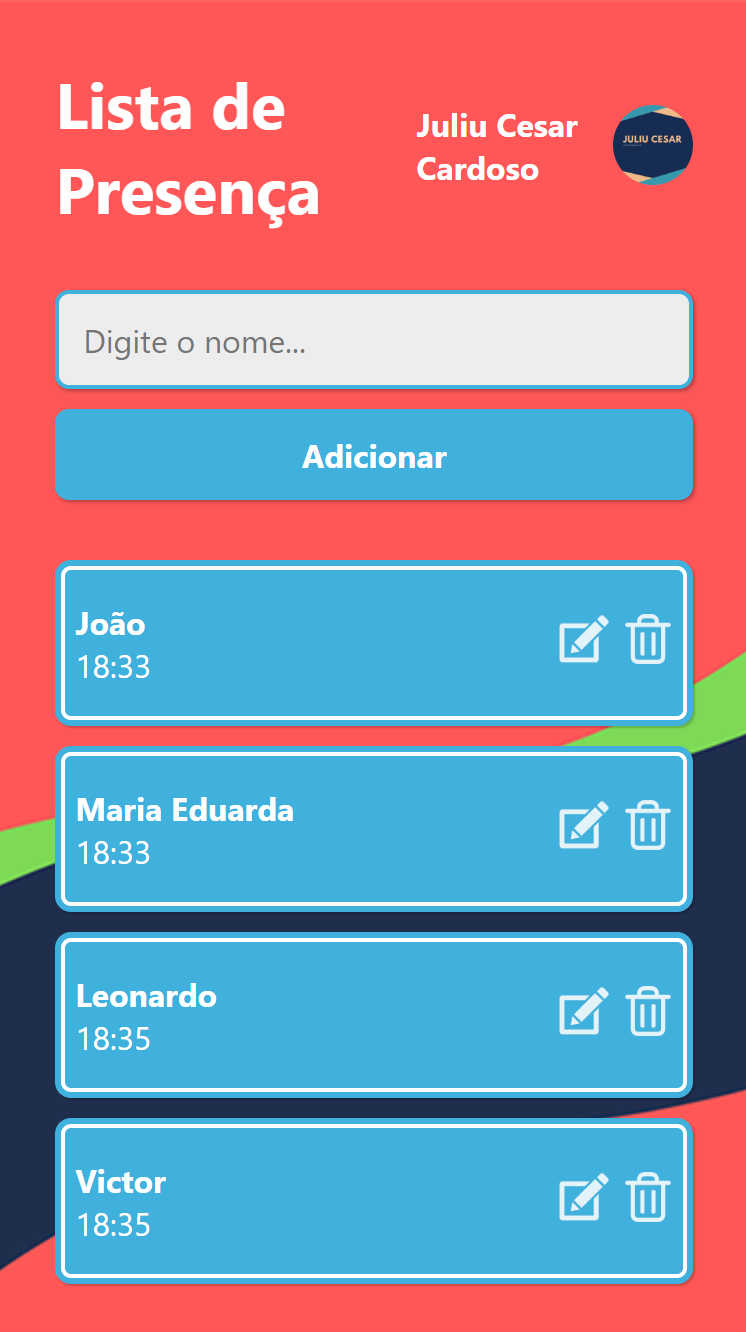 Lista de
Presença
Juliu Cesar
Cardoso
JULIU CESAR
Digite o nome...
Adicionar
João
18:33
Maria Eduarda
18:33
Leonardo
18:35
Victor
18:35